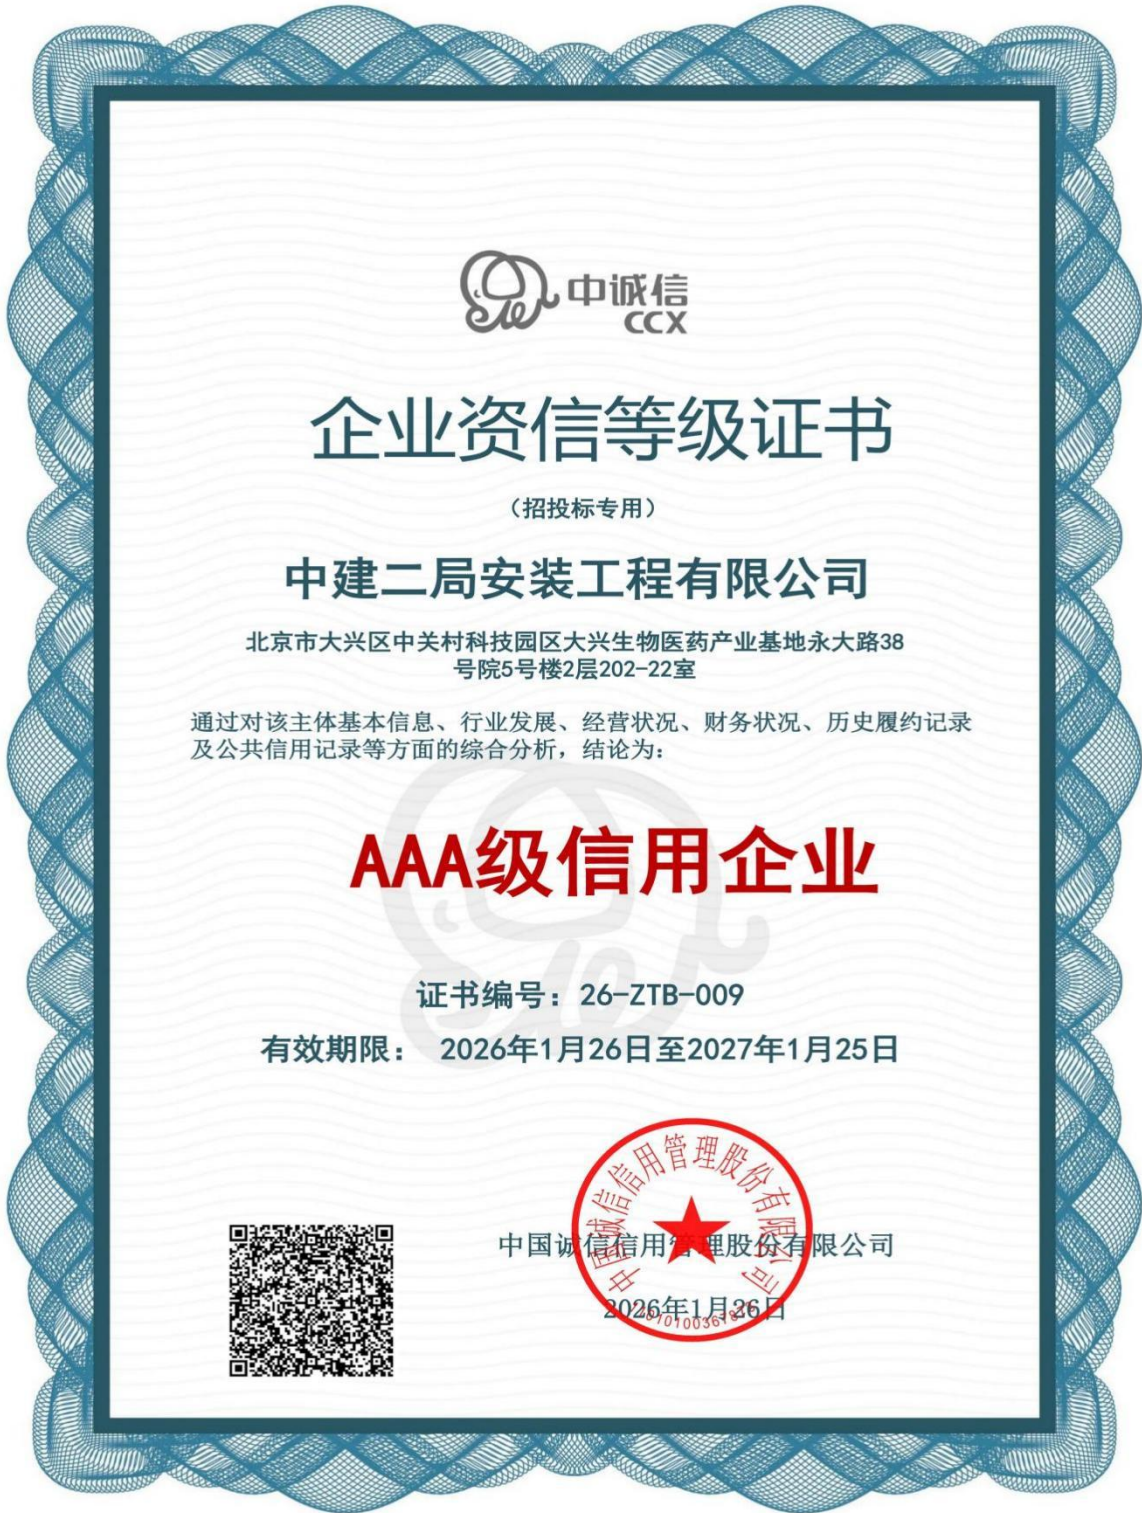 中诚信
CCX
企业资信等级证书
（招投标专用）
中建二局安装工程有限公司
北京市大兴区中关村科技园区大兴生物医药产业基地永大路38
号院5号楼2层202-22室
通过对该主体基本信息、行业发展、经营状况、财务状况、历史履约记录
及公共信用记录等方面的综合分析，结论为：
AAA级信用企业
证书编号：26-ZTB-009
有效期限： 2026年1月26日至2027年1月25日
中国诚信信用管理股份有限公司
中国诚信信用管理股份有限公司
2026年1月26日